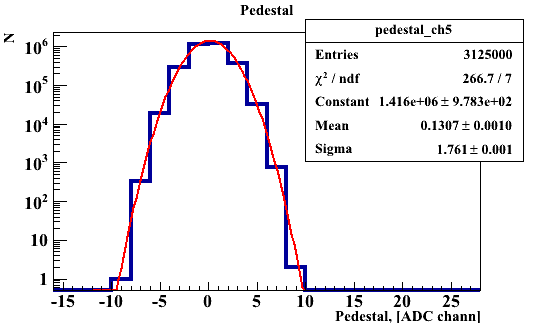 Pedestal
pedestal_ch5
Entries 3125000
χ² / ndf 266.7 / 7
Constant 1.416e+06 ± 9.783e+02
Mean 0.1307 ± 0.0010
Sigma 1.761 ± 0.001
N
10⁶
10⁵
10⁴
10³
10²
10
1
-15 -10 -5 0 5 10 15 20 25
Pedestal, [ADC chann]